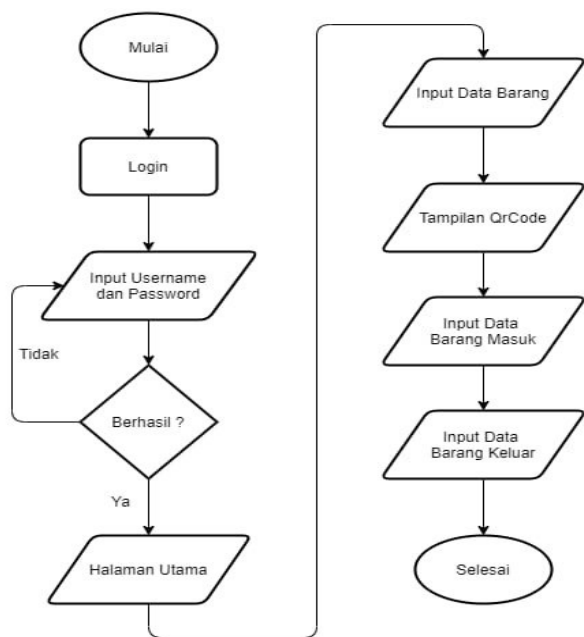 Mulai
Login
Input Username
dan Password
Tidak
Berhasil ?
Ya
Halaman Utama
Input Data Barang
Tampilan QrCode
Input Data
Barang Masuk
Input Data
Barang Keluar
Selesai